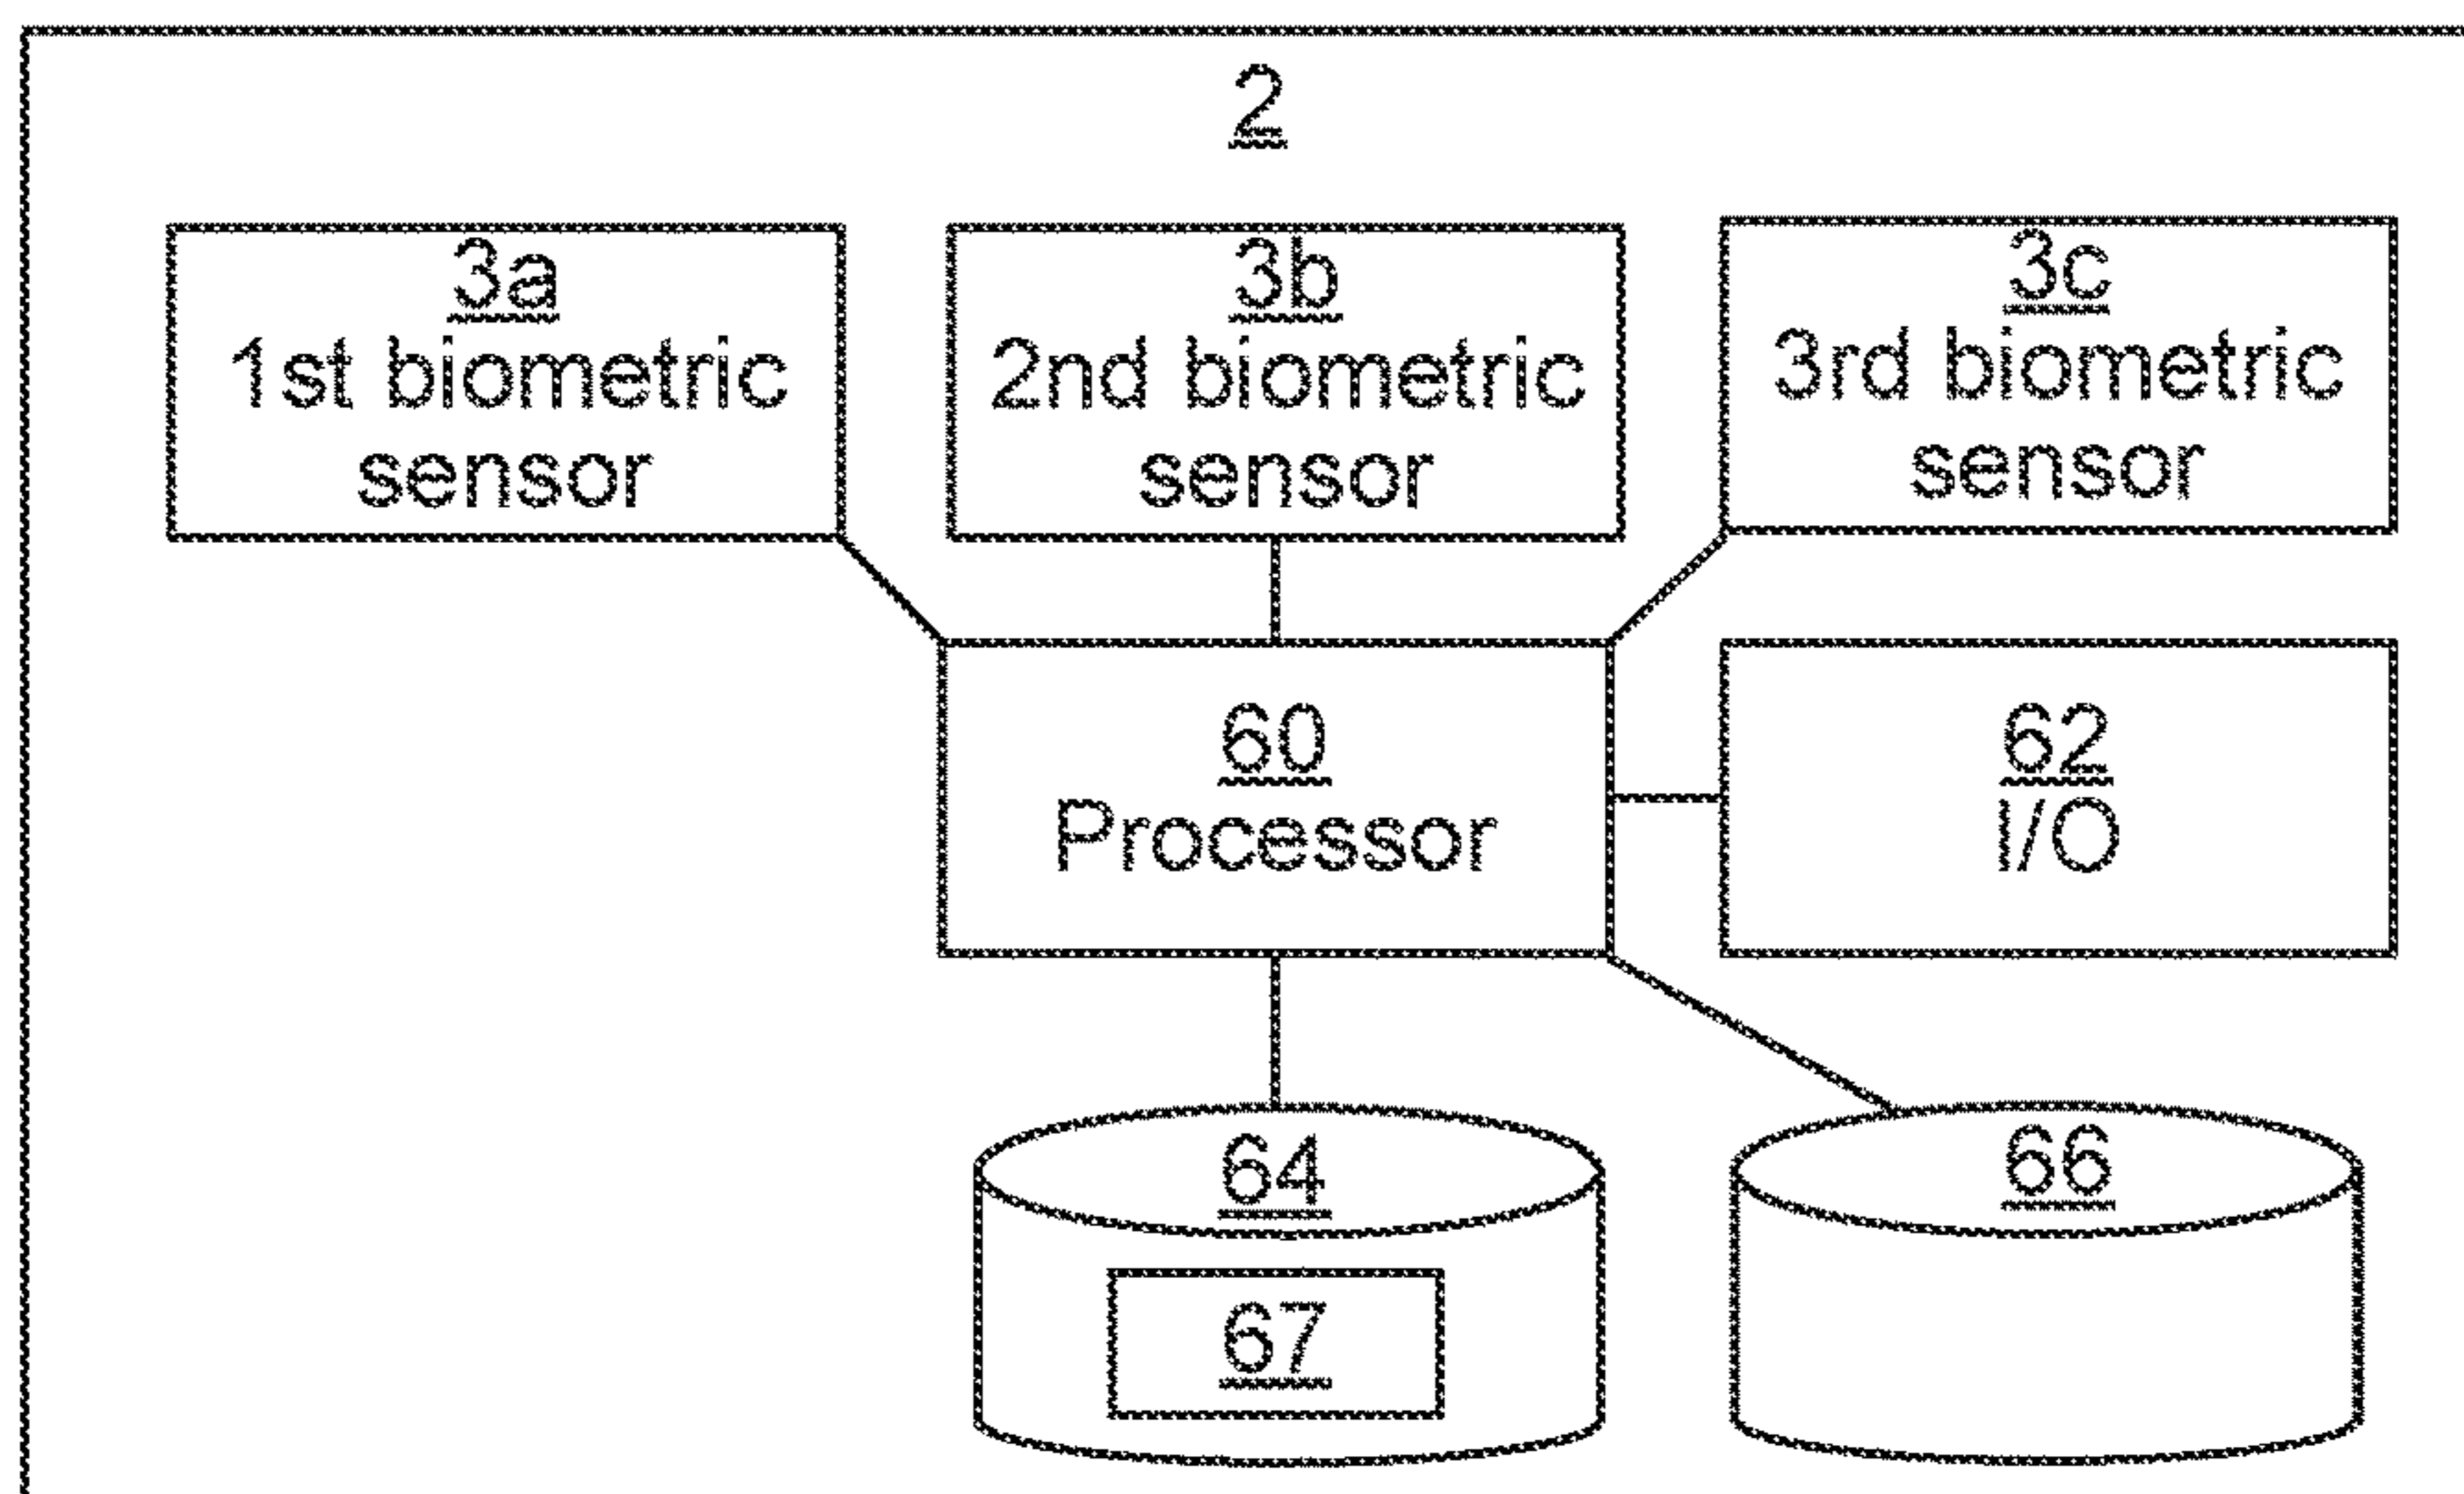 2
3a
1st biometric
sensor
3b
2nd biometric
sensor
3c
3rd biometric
sensor
60
Processor
62
I/O
64
67
66